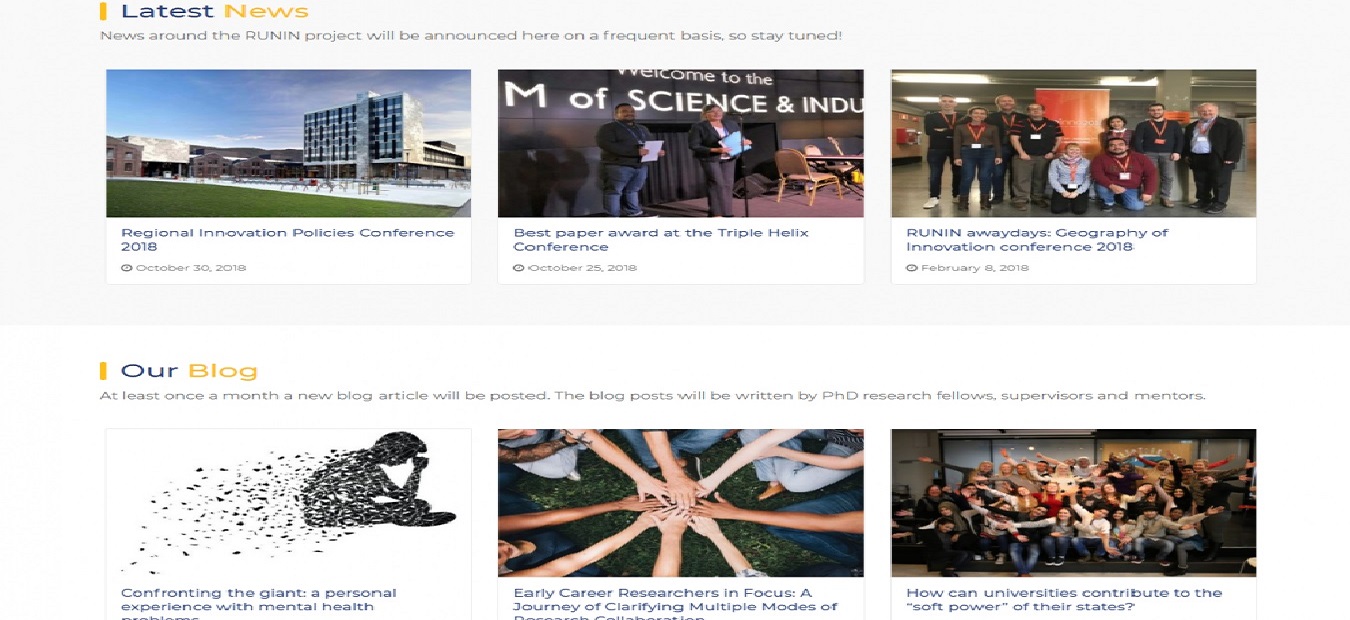 Latest News
News around the RUNIN project will be announced here on a frequent basis, so stay tuned!
Welcome to the
M of SCIENCE & INDU
Regional Innovation Policies Conference
2018
October 30, 2018
Best paper award at the Triple Helix
Conference
October 25, 2018
RUNIN awaydays: Geography of
Innovation conference 2018
February 8, 2018
Our Blog
At least once a month a new blog article will be posted. The blog posts will be written by PhD research fellows, supervisors and mentors.
Confronting the giant: a personal
experience with mental health
problems
Early Career Researchers in Focus: A
Journey of Clarifying Multiple Modes of
Research Collaboration
How can universities contribute to the
“soft power” of their states?